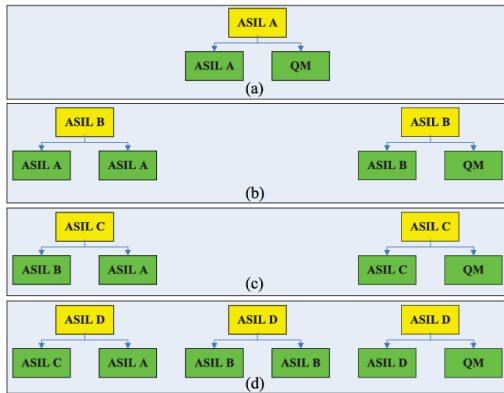 ASIL A
ASIL A QM
(a)
ASIL B ASIL B
ASIL A ASIL A ASIL B QM
(b)
ASIL C ASIL C
ASIL B ASIL A ASIL C QM
(c)
ASIL D ASIL D ASIL D
ASIL C ASIL A ASIL B ASIL B ASIL D QM
(d)